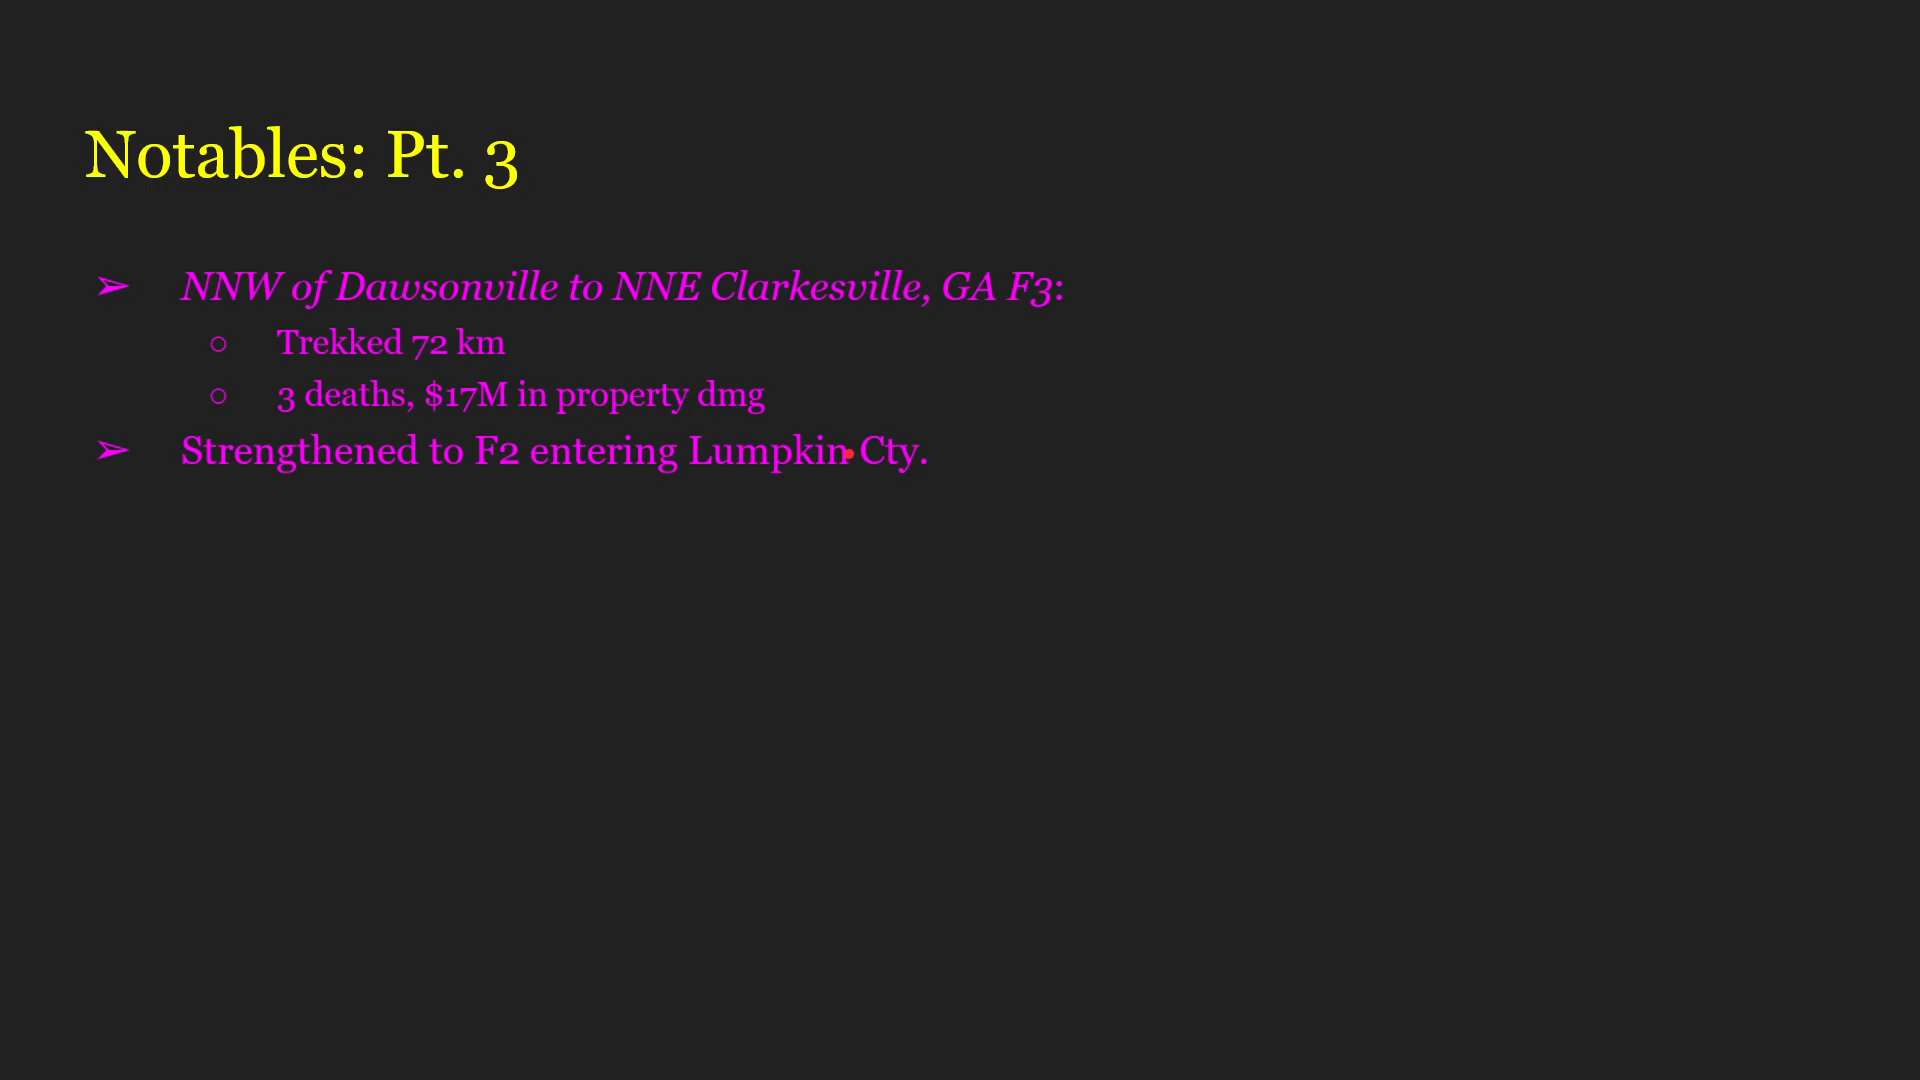 Notables: Pt. 3
➢ NNW of Dawsonville to NNE Clarkesville, GA F3:
○ Trekked 72 km
○ 3 deaths, $17M in property dmg
➢ Strengthened to F2 entering Lumpkin Cty.